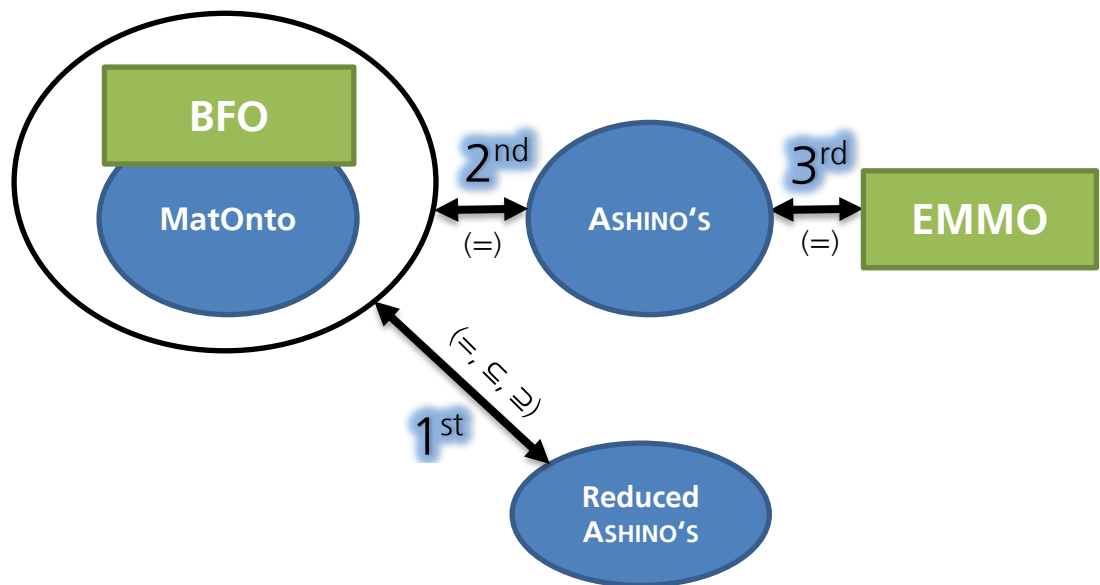 BFO
MatOnto
2nd
(=)
ASHINO‘S
3rd
(=)
EMMO
(=, ⊆, ⊇)
1st
Reduced
ASHINO‘S